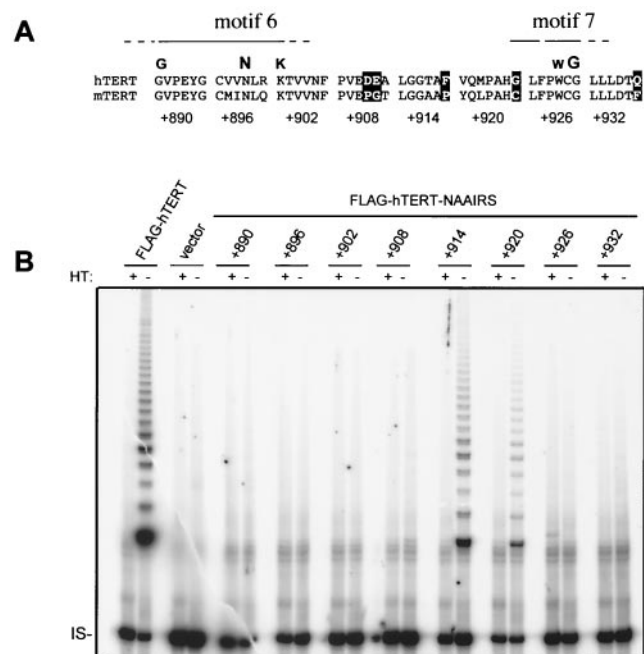 A
motif 6 motif 7
G N K w G
hTERT GVPEYG CVVNLR KTVVNF PVEDEA LGGTAF VQMPAHG LFPWCG LLLDTQ
mTERT GVPEYG CMINLQ KTVVNF PVEPGT LGGAAP YQLPAHC LFPWCG LLLDTF
+890 +896 +902 +908 +914 +920 +926 +932
B
FLAG-hTERT-NAAIRS
FLAG-hTERT vector +890 +896 +902 +908 +914 +920 +926 +932
HT: + - + - + - + - + - + - + - + - + - + -
IS-